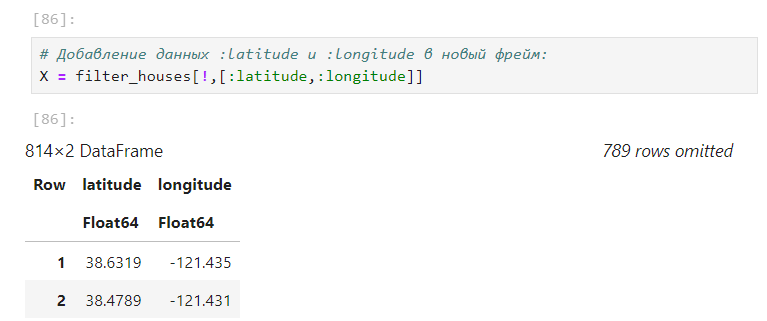 [86]:
# Добавление данных :latitude и :longitude в новый фрейм:
X = filter_houses[!,[:latitude,:longitude]]
[86]:
814×2 DataFrame 789 rows omitted
Row latitude longitude
Float64 Float64
1 38.6319 -121.435
2 38.4789 -121.431